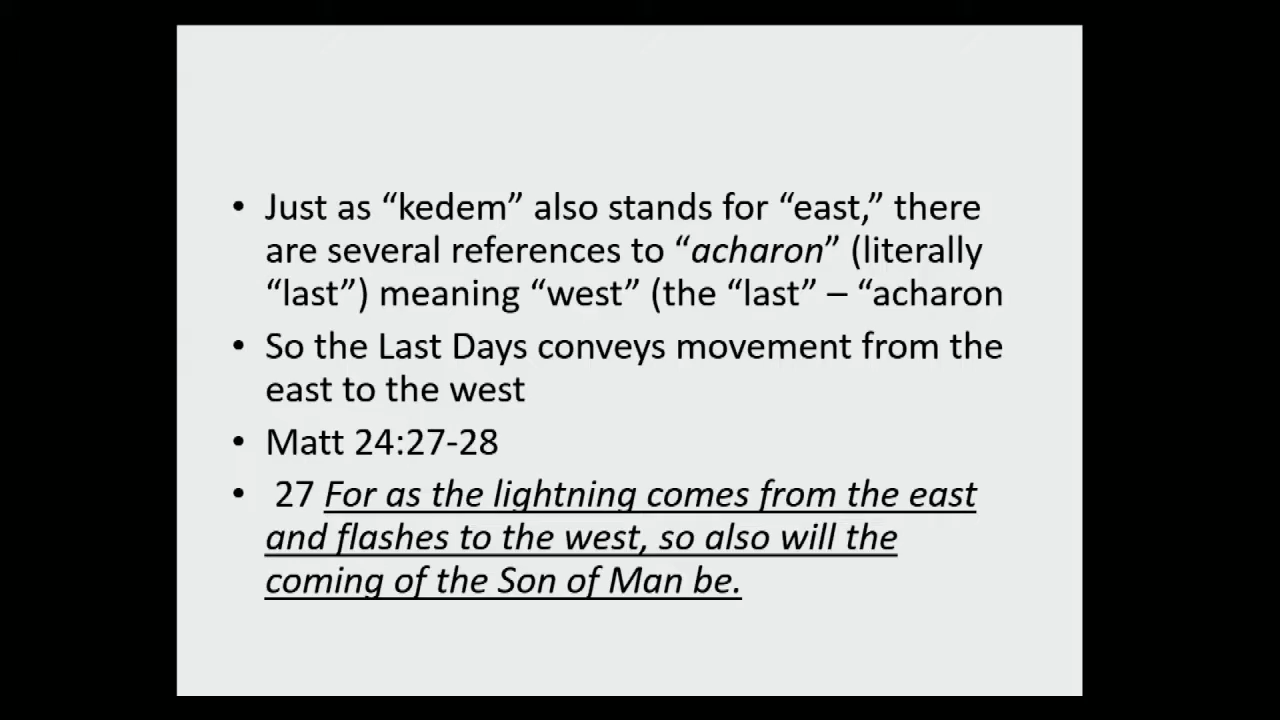 • Just as “kedem” also stands for “east,” there
are several references to “acharon” (literally
“last”) meaning “west” (the “last” – “acharon
• So the Last Days conveys movement from the
east to the west
• Matt 24:27-28
• 27 For as the lightning comes from the east
and flashes to the west, so also will the
coming of the Son of Man be.